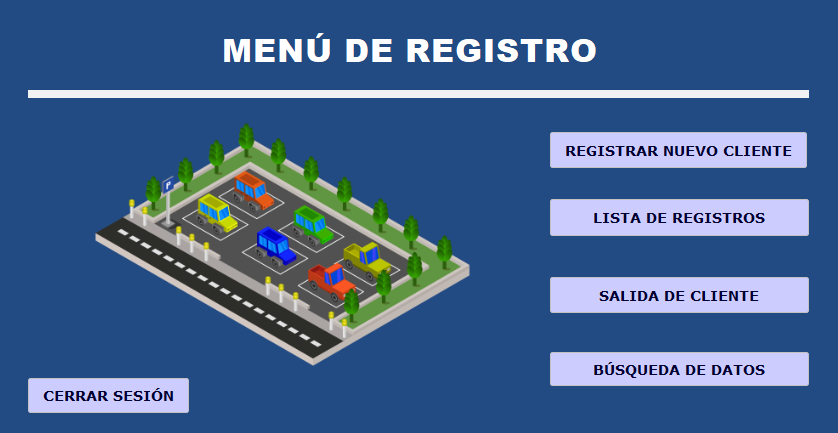 MENÚ DE REGISTRO
REGISTRAR NUEVO CLIENTE
LISTA DE REGISTROS
SALIDA DE CLIENTE
BÚSQUEDA DE DATOS
CERRAR SESIÓN
P